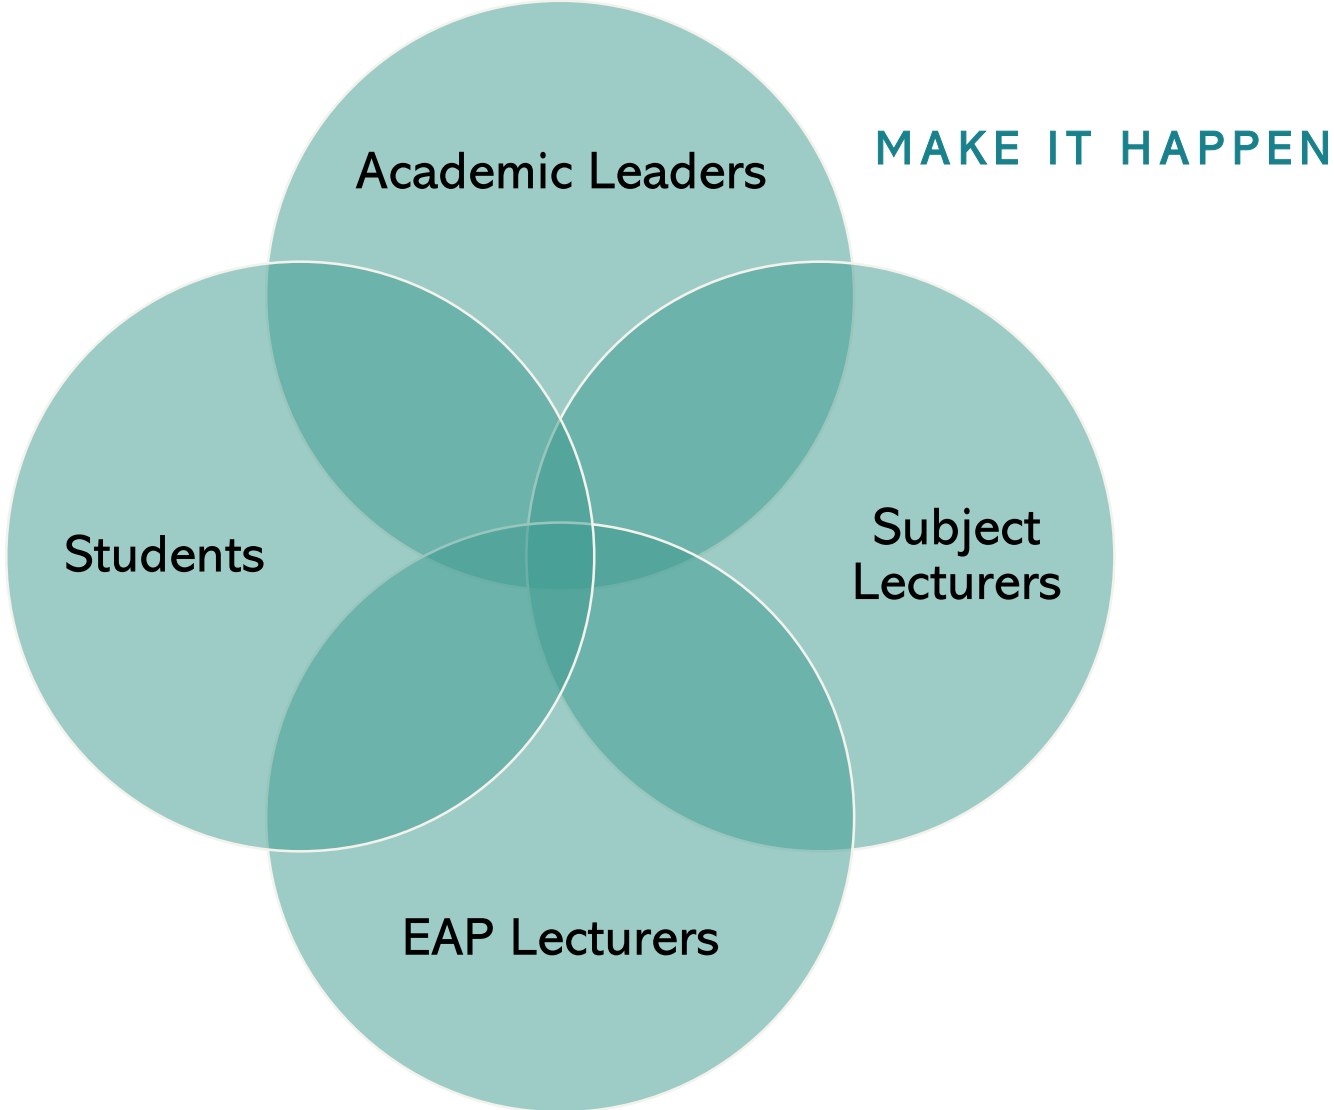 Academic Leaders
MAKE IT HAPPEN
Students
Subject
Lecturers
EAP Lecturers